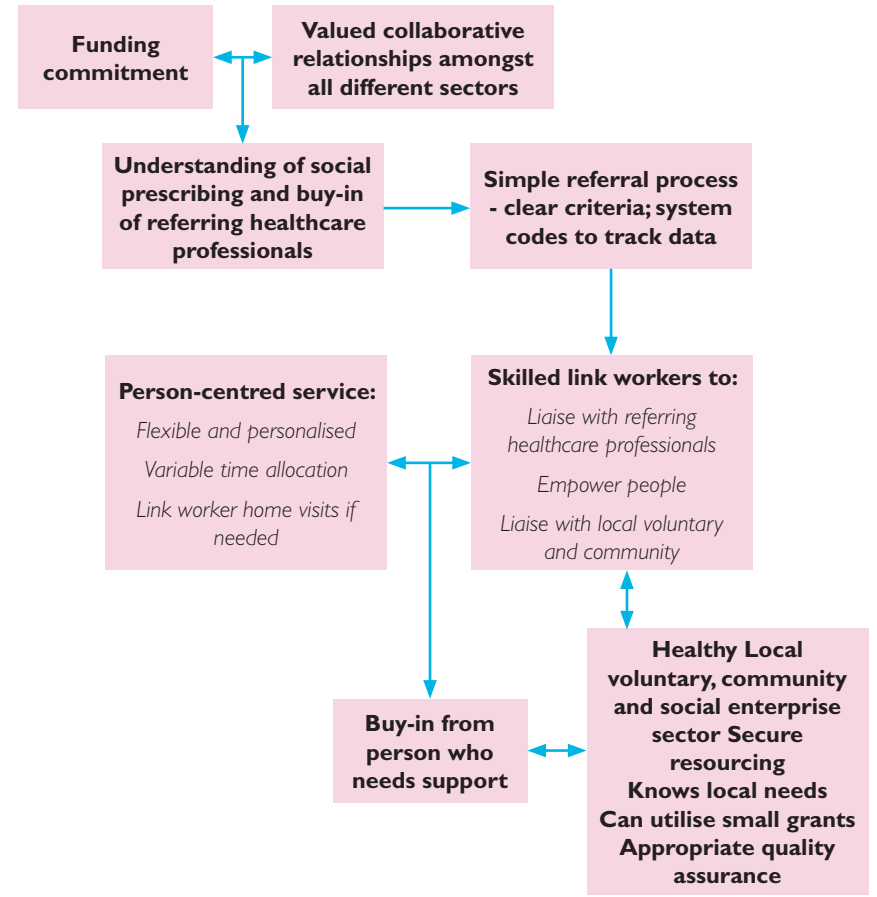 Funding
commitment
Valued collaborative
relationships amongst
all different sectors
Understanding of social
prescribing and buy-in
of referring healthcare
professionals
Simple referral process
- clear criteria; system
codes to track data
Person-centred service:
Flexible and personalised
Variable time allocation
Link worker home visits if
needed
Skilled link workers to:
Liaise with referring
healthcare professionals
Empower people
Liaise with local voluntary
and community
Buy-in from
person who
needs support
Healthy Local
voluntary, community
and social enterprise
sector Secure
resourcing
Knows local needs
Can utilise small grants
Appropriate quality
assurance